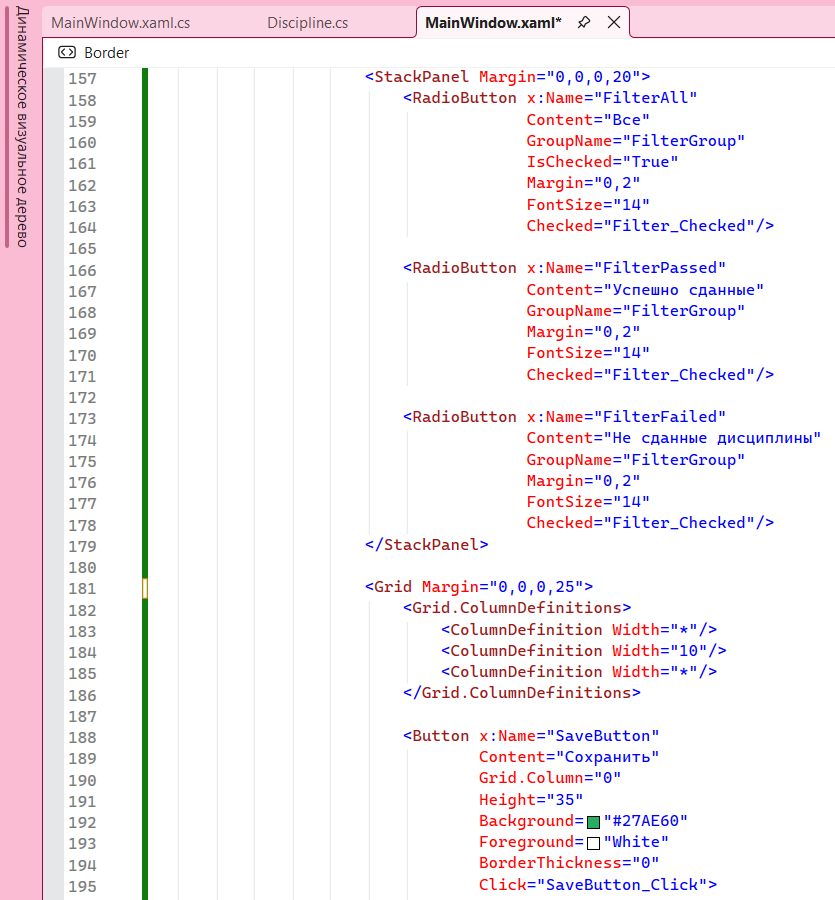 Динамическое визуальное дерево
MainWindow.xaml.cs Discipline.cs MainWindow.xaml*
Border
157 <StackPanel Margin="0,0,0,20">
158 <RadioButton x:Name="FilterAll"
159 Content="Все"
160 GroupName="FilterGroup"
161 IsChecked="True"
162 Margin="0,2"
163 FontSize="14"
164 Checked="Filter_Checked"/>
165
166 <RadioButton x:Name="FilterPassed"
167 Content="Успешно сданные"
168 GroupName="FilterGroup"
169 Margin="0,2"
170 FontSize="14"
171 Checked="Filter_Checked"/>
172
173 <RadioButton x:Name="FilterFailed"
174 Content="Не сданные дисциплины"
175 GroupName="FilterGroup"
176 Margin="0,2"
177 FontSize="14"
178 Checked="Filter_Checked"/>
179 </StackPanel>
180
181 <Grid Margin="0,0,0,25">
182 <Grid.ColumnDefinitions>
183 <ColumnDefinition Width="*"/>
184 <ColumnDefinition Width="10"/>
185 <ColumnDefinition Width="*"/>
186 </Grid.ColumnDefinitions>
187
188 <Button x:Name="SaveButton"
189 Content="Сохранить"
190 Grid.Column="0"
191 Height="35"
192 Background="#27AE60"
193 Foreground="White"
194 BorderThickness="0"
195 Click="SaveButton_Click">